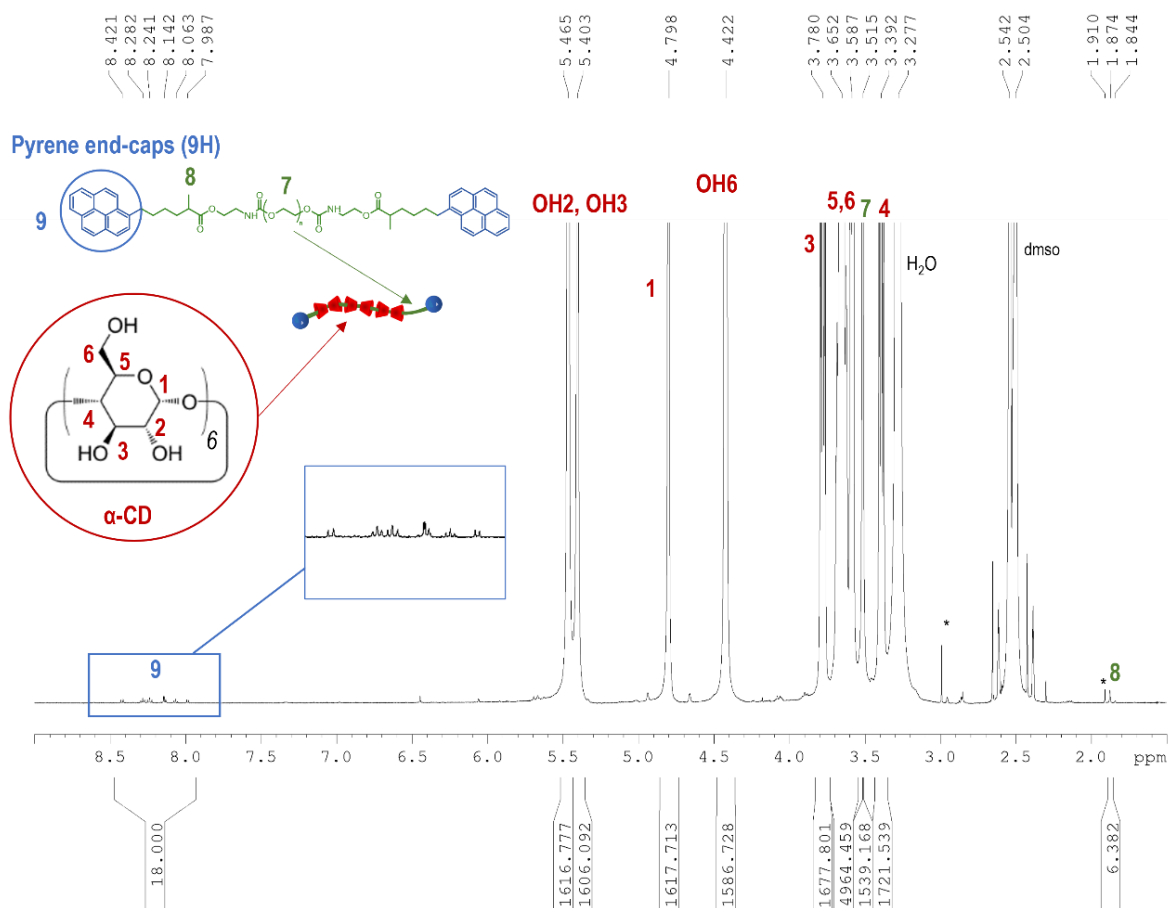 8.421
8.282
8.241
8.142
8.063
7.987
5.465
5.403
4.798
4.422
3.780
3.652
3.587
3.515
3.392
3.277
2.542
2.504
1.910
1.874
1.844
Pyrene end-caps (9H)
8
7
9
O
O
O
NH
O
O
O
NH
O
O
O
n
OH2, OH3
OH6
1
3
5,6
7
4
H2O
dmso
OH
6
5
O
1
4
O
3
2
HO
OH
6
α-CD
9
*
*
8
8.5 8.0 7.5 7.0 6.5 6.0 5.5 5.0 4.5 4.0 3.5 3.0 2.5 2.0 ppm
18.000
1616.777
1606.092
1617.713
1586.728
1677.801
4964.459
1539.168
1721.539
6.382